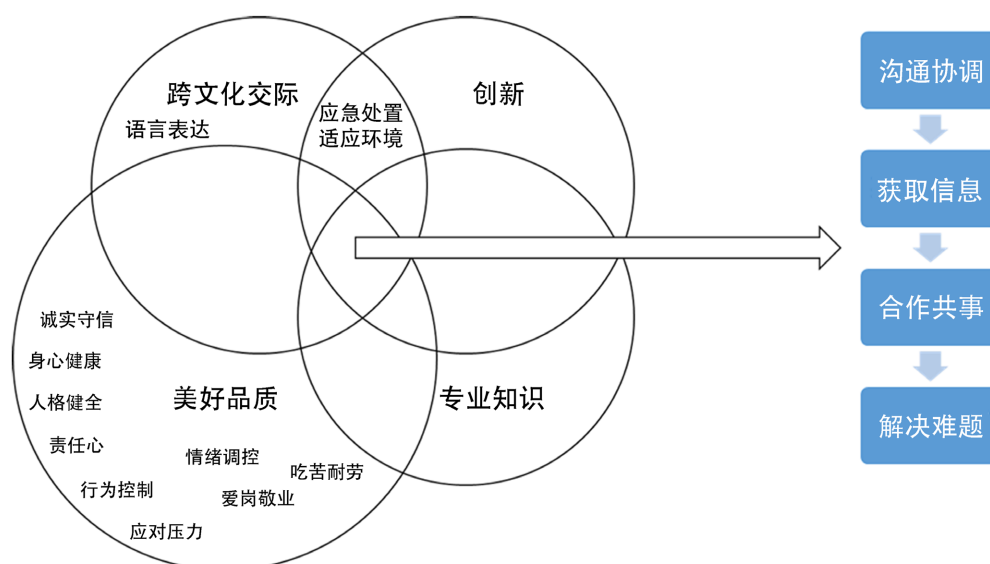 跨文化交际
语言表达
应急处置
适应环境
创新
诚实守信
身心健康
人格健全
责任心
行为控制
应对压力
美好品质
情绪调控
爱岗敬业
吃苦耐劳
专业知识
沟通协调
获取信息
合作共事
解决难题